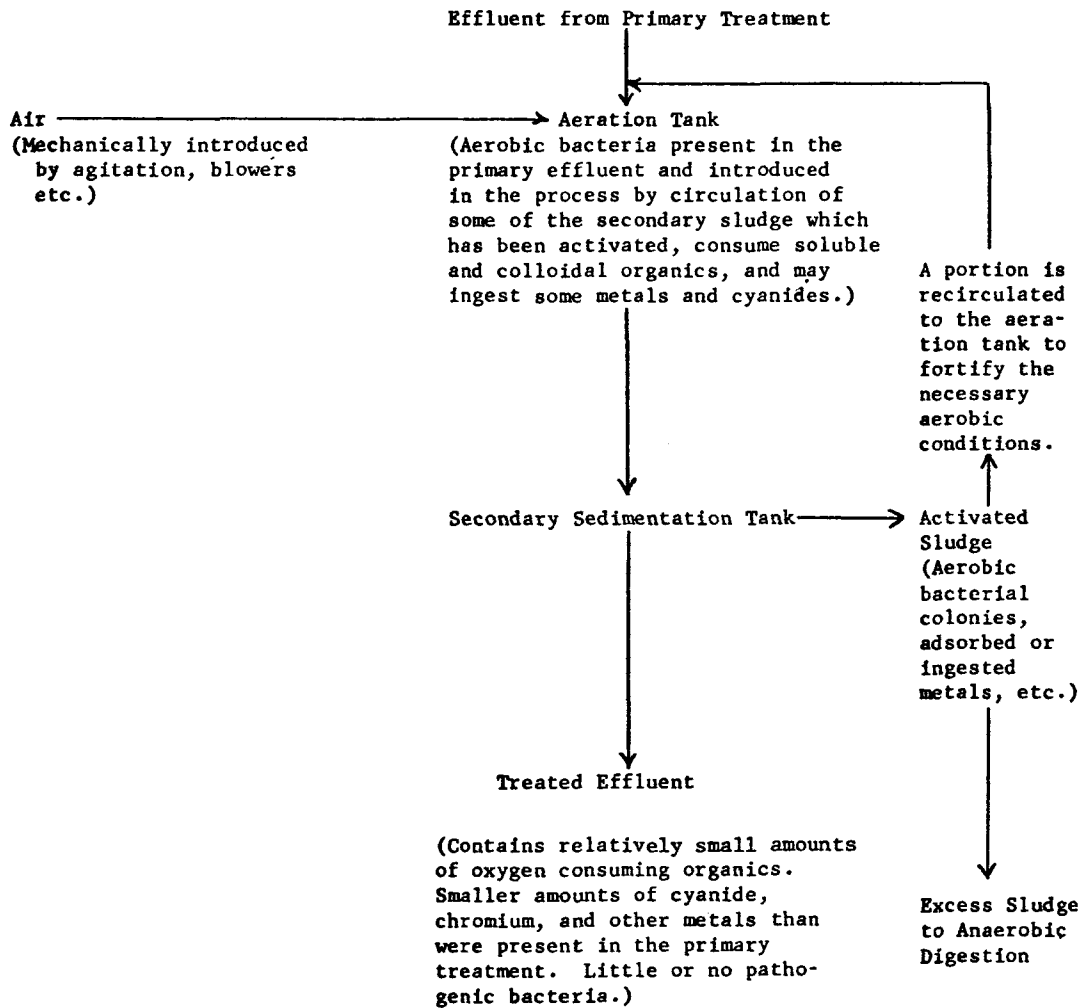 Effluent from Primary Treatment
Air
(Mechanically introduced
by agitation, blowers
etc.)
Aeration Tank
(Aerobic bacteria present in the
primary effluent and introduced
in the process by circulation of
some of the secondary sludge which
has been activated, consume soluble
and colloidal organics, and may
ingest some metals and cyanides.)
A portion is
recirculated
to the aera-
tion tank to
fortify the
necessary
aerobic
conditions.
Secondary Sedimentation Tank
Activated
Sludge
(Aerobic
bacterial
colonies,
adsorbed or
ingested
metals, etc.)
Treated Effluent
(Contains relatively small amounts
of oxygen consuming organics.
Smaller amounts of cyanide,
chromium, and other metals than
were present in the primary
treatment. Little or no patho-
genic bacteria.)
Excess Sludge
to Anaerobic
Digestion